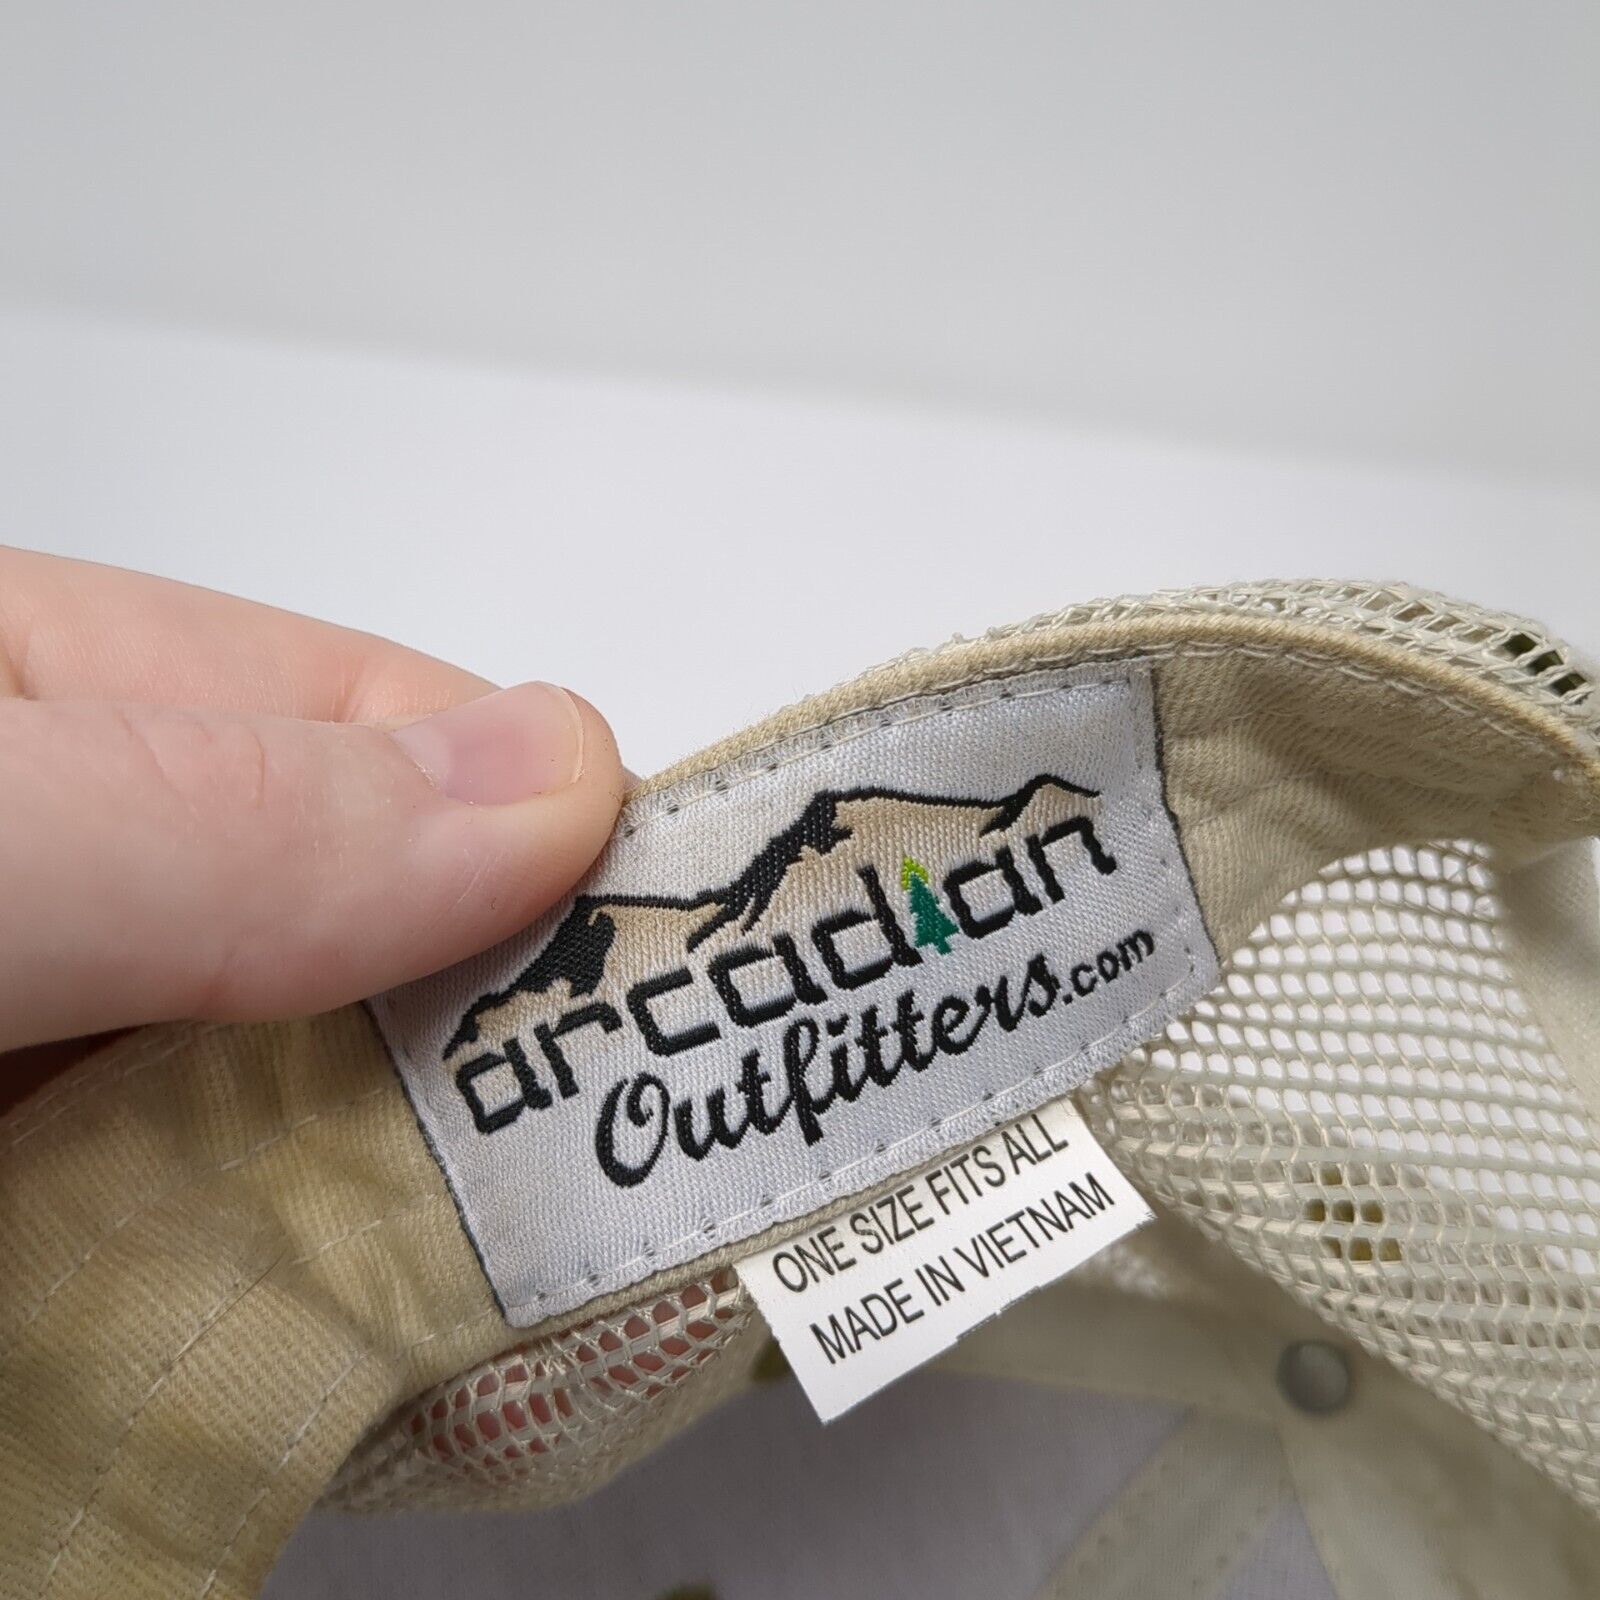 arcadian
Outfitters.com
ONE SIZE FITS ALL
MADE IN VIETNAM